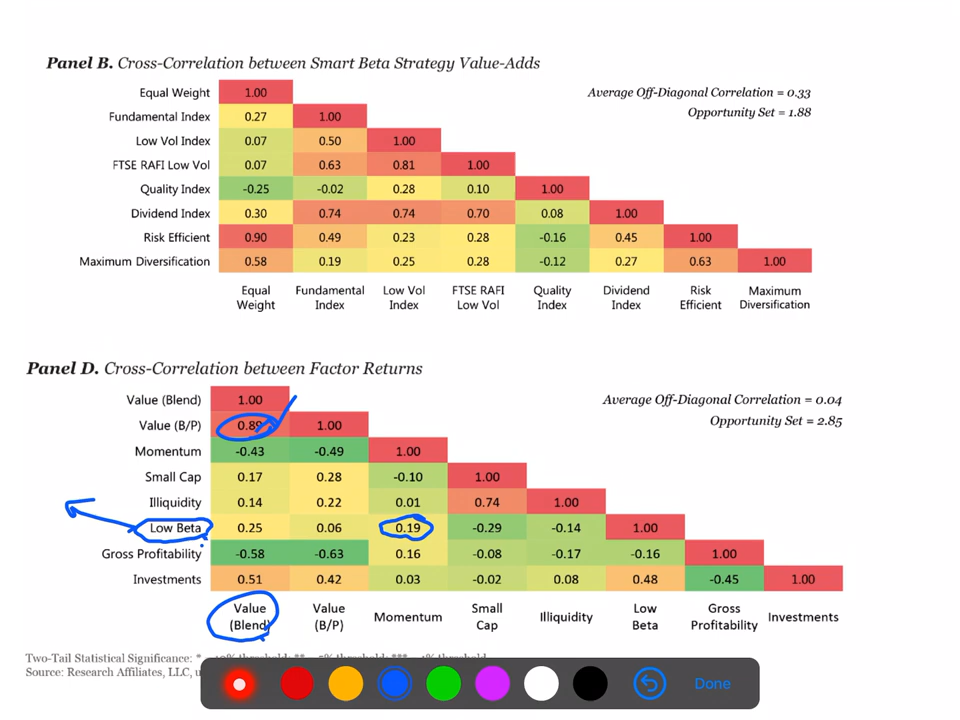 Panel B. Cross-Correlation between Smart Beta Strategy Value-Adds
Average Off-Diagonal Correlation = 0.33
Opportunity Set = 1.88
Equal Weight 1.00
Fundamental Index 0.27 1.00
Low Vol Index 0.07 0.50 1.00
FTSE RAFI Low Vol 0.07 0.63 0.81 1.00
Quality Index -0.25 -0.02 0.28 0.10 1.00
Dividend Index 0.30 0.74 0.74 0.70 0.08 1.00
Risk Efficient 0.90 0.49 0.23 0.28 -0.16 0.45 1.00
Maximum Diversification 0.58 0.19 0.25 0.28 -0.12 0.27 0.63 1.00
Equal Fundamental Low Vol FTSE RAFI Quality Dividend Risk Maximum
Weight Index Index Low Vol Index Index Efficient Diversification
Panel D. Cross-Correlation between Factor Returns
Average Off-Diagonal Correlation = 0.04
Opportunity Set = 2.85
Value (Blend) 1.00
Value (B/P) 0.89 1.00
Momentum -0.43 -0.49 1.00
Small Cap 0.17 0.28 -0.10 1.00
Illiquidity 0.14 0.22 0.01 0.74 1.00
Low Beta 0.25 0.06 0.19 -0.29 -0.14 1.00
Gross Profitability -0.58 -0.63 0.16 -0.08 -0.17 -0.16 1.00
Investments 0.51 0.42 0.03 -0.02 0.08 0.48 -0.45 1.00
Value Value Momentum Small Illiquidity Low Gross Investments
(Blend) (B/P) Cap Beta Profitability
Two-Tail Statistical Significance: *
Source: Research Affiliates, LLC, u
Done